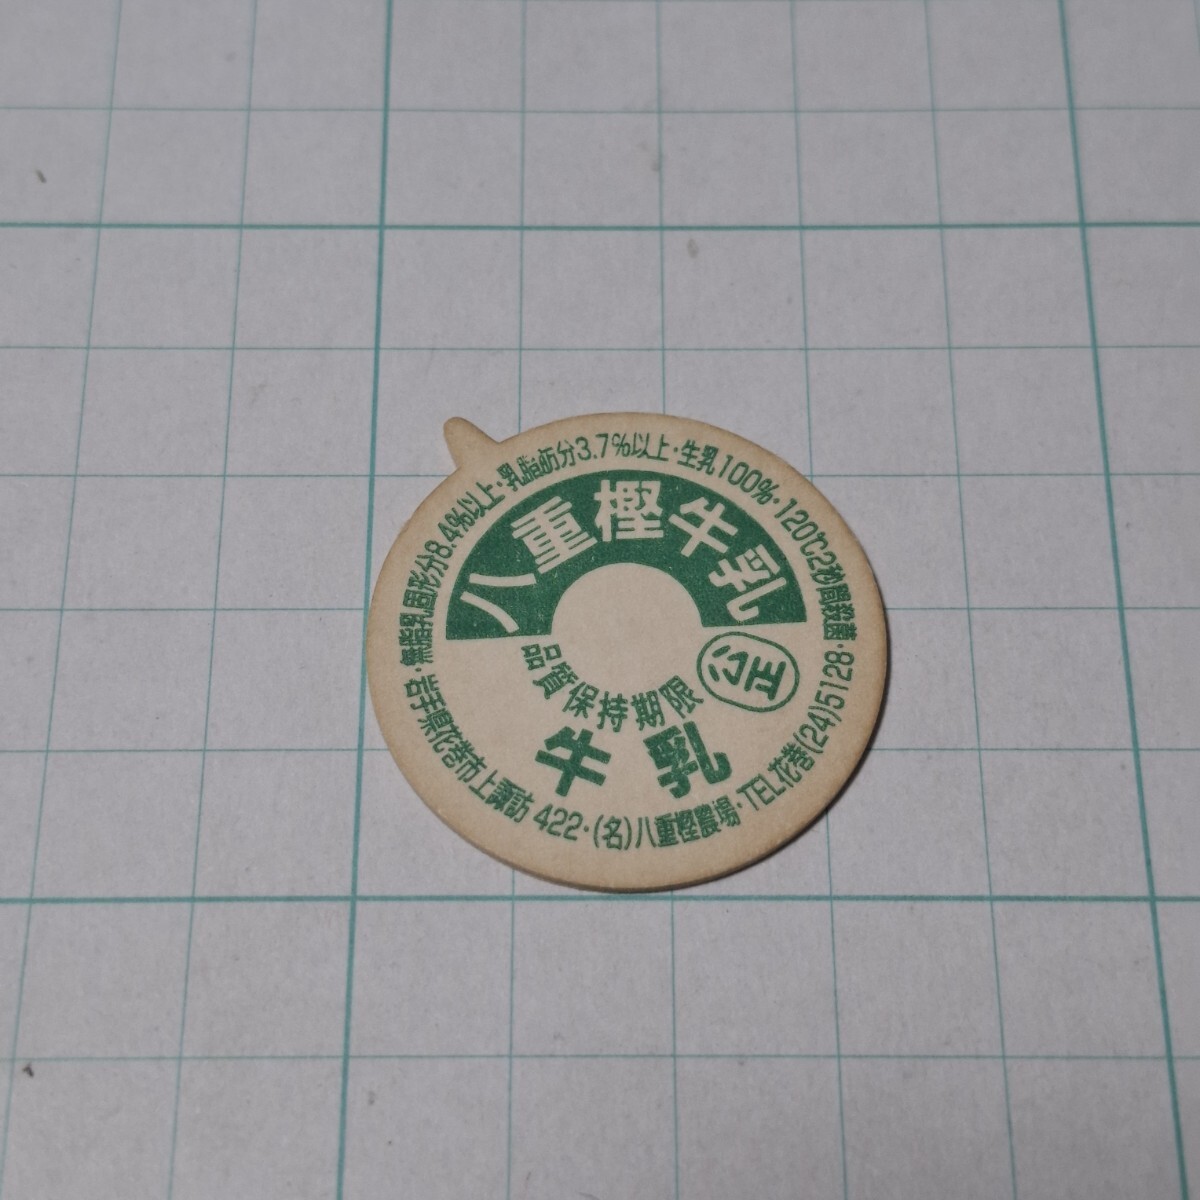 八重樫牛乳
公正
品質保持期限
牛乳
無脂乳固形分8.4%以上・乳脂肪分3.7%以上・生乳100%・120℃2秒間殺菌・
岩手県花巻市上諏訪422・(名)八重樫農場・TEL花巻(24)5128・